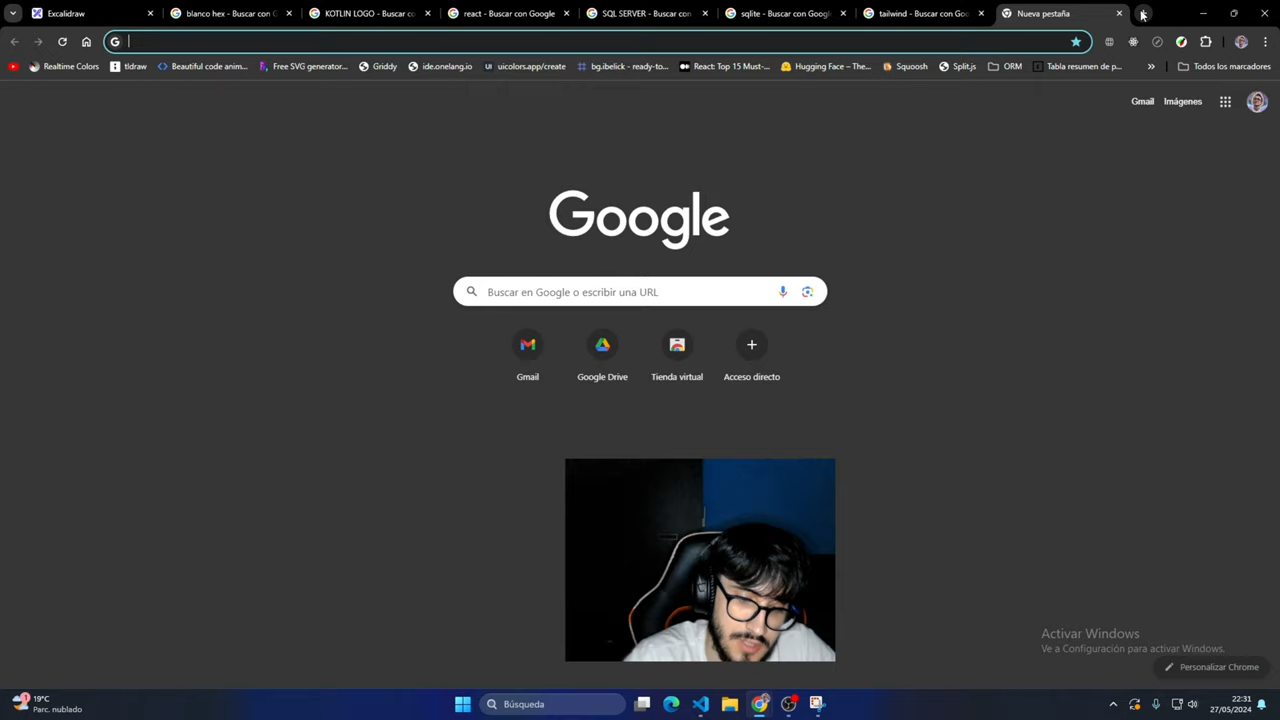 Excalidraw
blanco hex - Buscar con G
KOTLIN LOGO - Buscar co
react - Buscar con Google
SQL SERVER - Buscar con
sqlite - Buscar con Google
tailwind - Buscar con Goo
Nueva pestaña
Realtime Colors
tldraw
Beautiful code anim...
Free SVG generator...
Griddy
ide.onelang.io
uicolors.app/create
bg.ibelick - ready-to...
React: Top 15 Must-...
Hugging Face – The...
Squoosh
Split.js
ORM
Tabla resumen de p...
Todos los marcadores
Gmail
Imágenes
Google
Buscar en Google o escribir una URL
Gmail
Google Drive
Tienda virtual
Acceso directo
Activar Windows
Ve a Configuración para activar Windows.
Personalizar Chrome
1
19°C
Parc. nublado
Búsqueda
22:31
27/05/2024